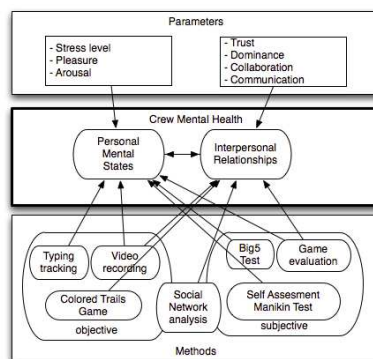 Parameters
- Stress level
- Pleasure
- Arousal
- Trust
- Dominance
- Collaboration
- Communication
Crew Mental Health
Personal
Mental
States
Interpersonal
Relationships
Typing
tracking
Video
recording
Big5
Test
Game
evaluation
Colored Trails
Game
Social
Network
analysis
Self Assesment
Manikin Test
objective
subjective
Methods